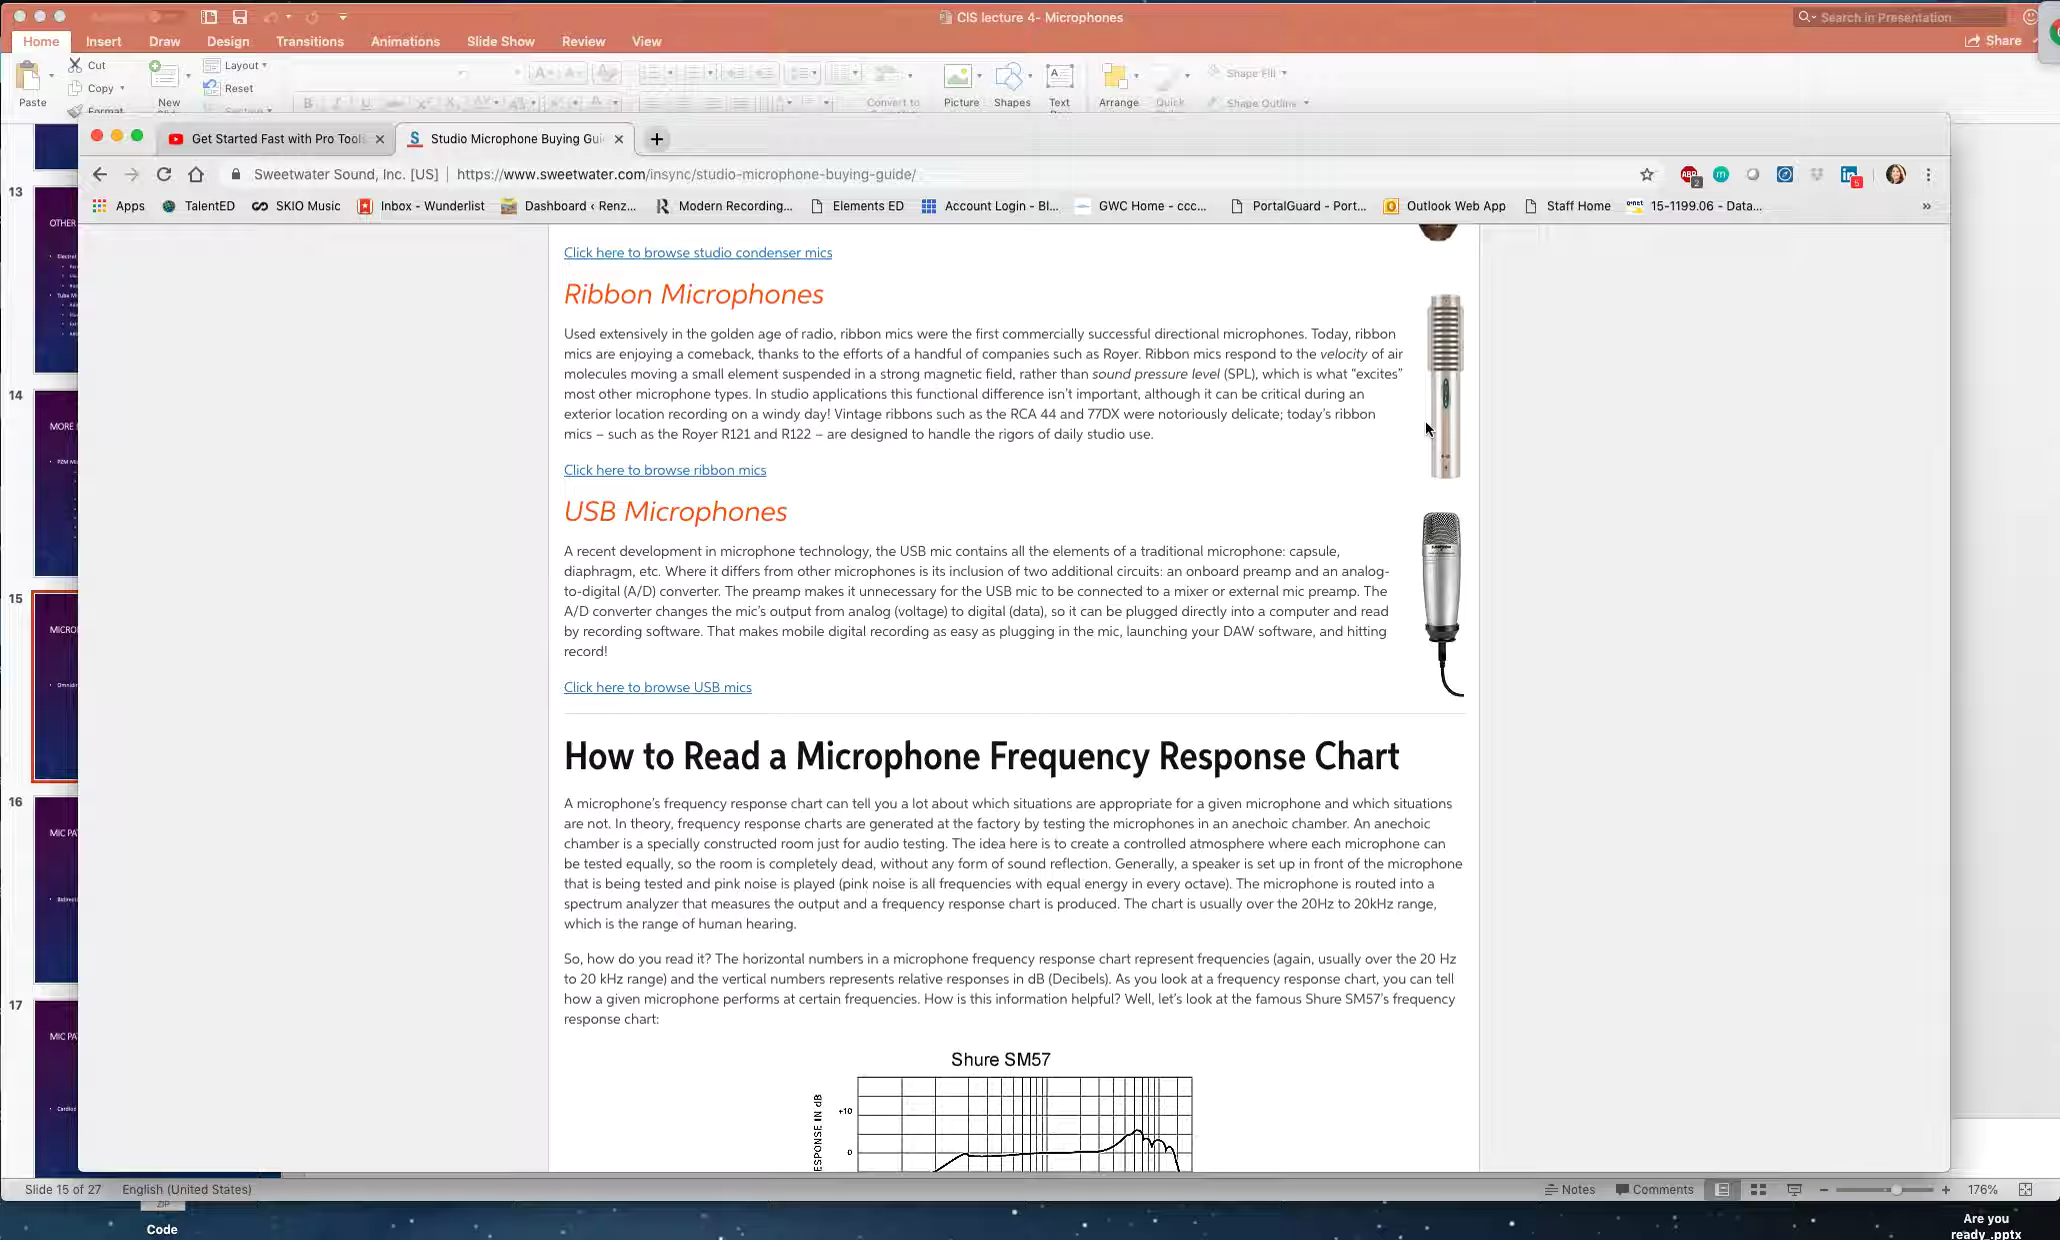 CIS lecture 4- Microphones
Search in Presentation
Home Insert Draw Design Transitions Animations Slide Show Review View
Share
Paste
Cut
Copy
Format
New
Layout
Reset
Section
Convert to
Picture
Shapes
Text
Arrange
Quick
Shape Fill
Shape Outline
Get Started Fast with Pro Tools
Studio Microphone Buying Gui
Sweetwater Sound, Inc. [US] | https://www.sweetwater.com/insync/studio-microphone-buying-guide/
ABP
2
m
5
Apps TalentED SKIO Music Inbox - Wunderlist Dashboard ‹ Renz... Modern Recording... Elements ED Account Login - Bl... GWC Home - ccc... PortalGuard - Port... Outlook Web App Staff Home 15-1199.06 - Data... »
13
OTHER
Electret
Tube Mi
14
MORE
PZM Mi
15
MICRO
Omnidir
16
MIC PA
Bidirecti
17
MIC PA
Cardioid
Click here to browse studio condenser mics
Ribbon Microphones
Used extensively in the golden age of radio, ribbon mics were the first commercially successful directional microphones. Today, ribbon
mics are enjoying a comeback, thanks to the efforts of a handful of companies such as Royer. Ribbon mics respond to the velocity of air
molecules moving a small element suspended in a strong magnetic field, rather than sound pressure level (SPL), which is what “excites”
most other microphone types. In studio applications this functional difference isn’t important, although it can be critical during an
exterior location recording on a windy day! Vintage ribbons such as the RCA 44 and 77DX were notoriously delicate; today’s ribbon
mics – such as the Royer R121 and R122 – are designed to handle the rigors of daily studio use.
Click here to browse ribbon mics
USB Microphones
A recent development in microphone technology, the USB mic contains all the elements of a traditional microphone: capsule,
diaphragm, etc. Where it differs from other microphones is its inclusion of two additional circuits: an onboard preamp and an analog-
to-digital (A/D) converter. The preamp makes it unnecessary for the USB mic to be connected to a mixer or external mic preamp. The
A/D converter changes the mic’s output from analog (voltage) to digital (data), so it can be plugged directly into a computer and read
by recording software. That makes mobile digital recording as easy as plugging in the mic, launching your DAW software, and hitting
record!
Click here to browse USB mics
How to Read a Microphone Frequency Response Chart
A microphone’s frequency response chart can tell you a lot about which situations are appropriate for a given microphone and which situations
are not. In theory, frequency response charts are generated at the factory by testing the microphones in an anechoic chamber. An anechoic
chamber is a specially constructed room just for audio testing. The idea here is to create a controlled atmosphere where each microphone can
be tested equally, so the room is completely dead, without any form of sound reflection. Generally, a speaker is set up in front of the microphone
that is being tested and pink noise is played (pink noise is all frequencies with equal energy in every octave). The microphone is routed into a
spectrum analyzer that measures the output and a frequency response chart is produced. The chart is usually over the 20Hz to 20kHz range,
which is the range of human hearing.
So, how do you read it? The horizontal numbers in a microphone frequency response chart represent frequencies (again, usually over the 20 Hz
to 20 kHz range) and the vertical numbers represents relative responses in dB (Decibels). As you look at a frequency response chart, you can tell
how a given microphone performs at certain frequencies. How is this information helpful? Well, let’s look at the famous Shure SM57’s frequency
response chart:
Shure SM57
ESPONSE IN dB
+10
0
Slide 15 of 27 English (United States)
Notes Comments 176%
ZIP
Code
Are you
ready .pptx